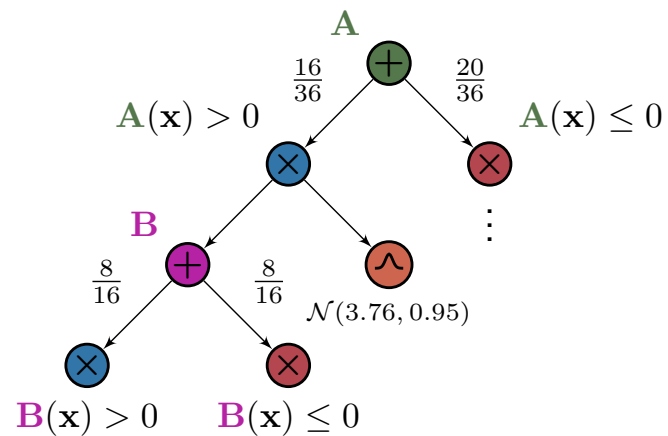 A
+
16/36
20/36
A(x) > 0
A(x) ≤ 0
×
×
⋮
B
+
8/16
8/16
N(3.76, 0.95)
×
×
B(x) > 0
B(x) ≤ 0